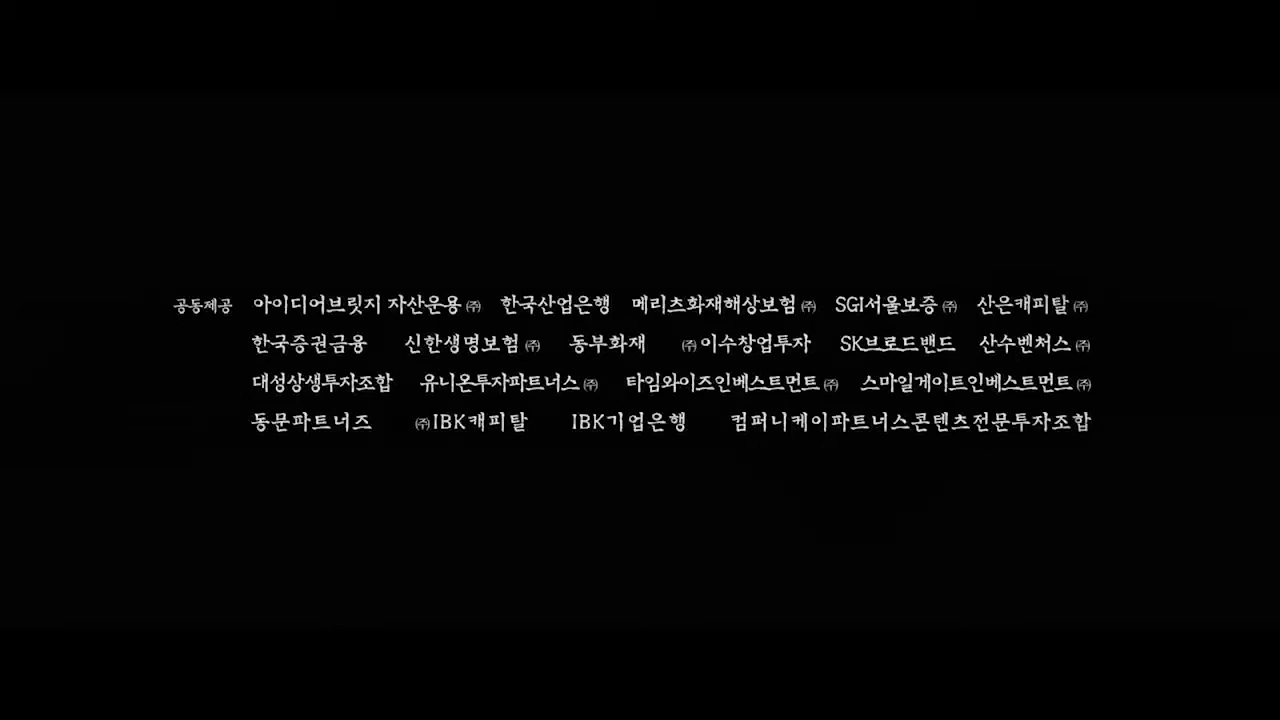 공동제공 아이디어브릿지 자산운용㈜ 한국산업은행 메리츠화재해상보험㈜ SGI서울보증㈜ 산은캐피탈㈜
한국증권금융 신한생명보험㈜ 동부화재 ㈜이수창업투자 SK브로드밴드 산수벤처스㈜
대성상생투자조합 유니온투자파트너스㈜ 타임와이즈인베스트먼트㈜ 스마일게이트인베스트먼트㈜
동문파트너즈 ㈜IBK캐피탈 IBK기업은행 컴퍼니케이파트너스콘텐츠전문투자조합